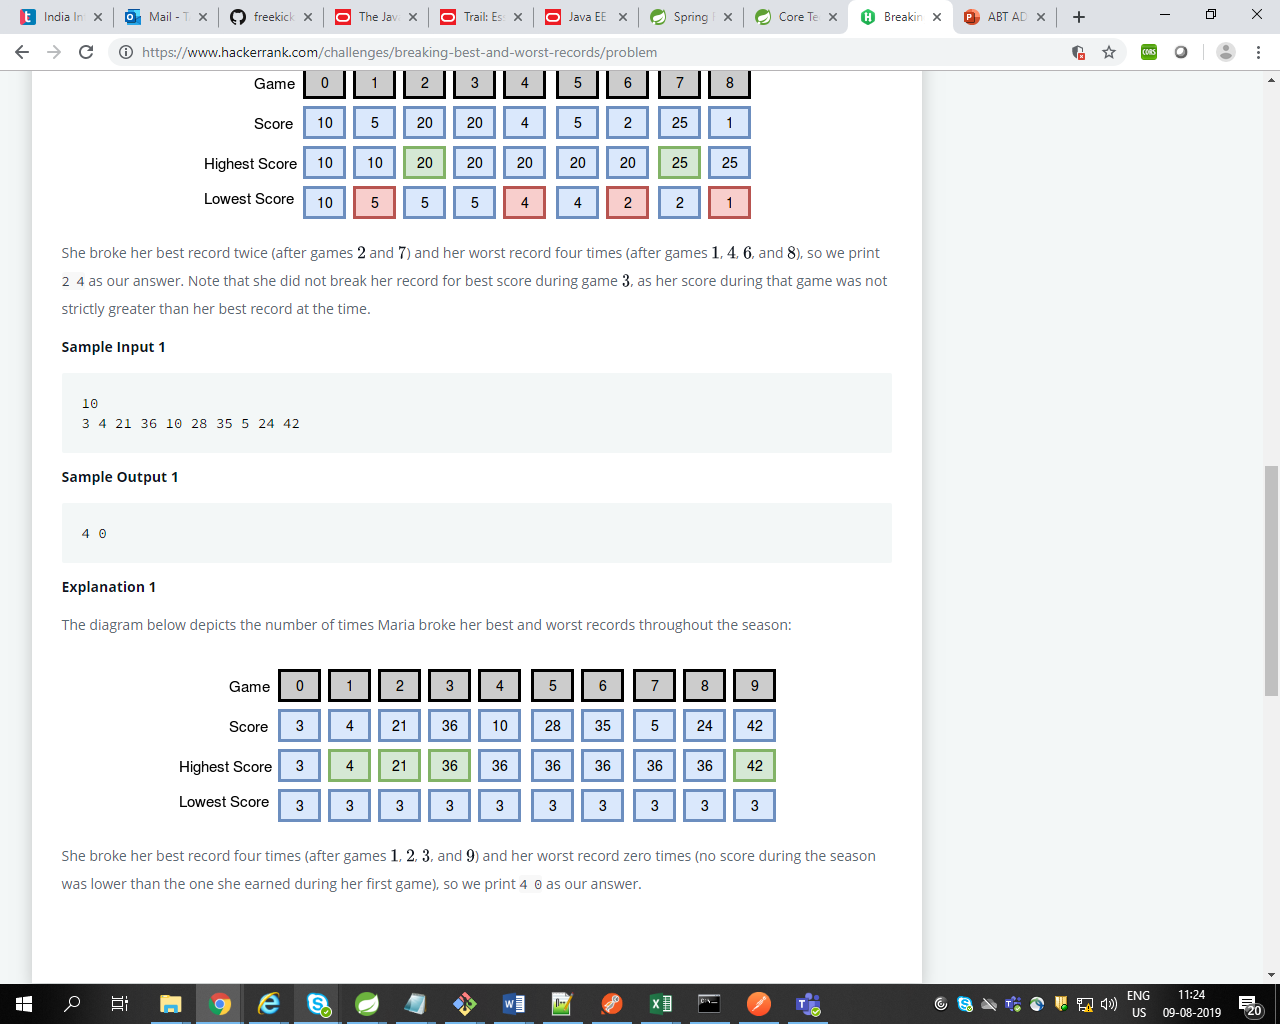 India In
Mail - T
freekick
The Jav
Trail: Es
Java EE
Spring
Core Te
Breakin
ABT AD
https://www.hackerrank.com/challenges/breaking-best-and-worst-records/problem
CORS
Game 0 1 2 3 4 5 6 7 8
Score 10 5 20 20 4 5 2 25 1
Highest Score 10 10 20 20 20 20 20 25 25
Lowest Score 10 5 5 5 4 4 2 2 1
She broke her best record twice (after games 2 and 7) and her worst record four times (after games 1, 4, 6, and 8), so we print
2 4 as our answer. Note that she did not break her record for best score during game 3, as her score during that game was not
strictly greater than her best record at the time.
Sample Input 1
10
3 4 21 36 10 28 35 5 24 42
Sample Output 1
4 0
Explanation 1
The diagram below depicts the number of times Maria broke her best and worst records throughout the season:
Game 0 1 2 3 4 5 6 7 8 9
Score 3 4 21 36 10 28 35 5 24 42
Highest Score 3 4 21 36 36 36 36 36 36 42
Lowest Score 3 3 3 3 3 3 3 3 3 3
She broke her best record four times (after games 1, 2, 3, and 9) and her worst record zero times (no score during the season
was lower than the one she earned during her first game), so we print 4 0 as our answer.
ENG
US
11:24
09-08-2019
20